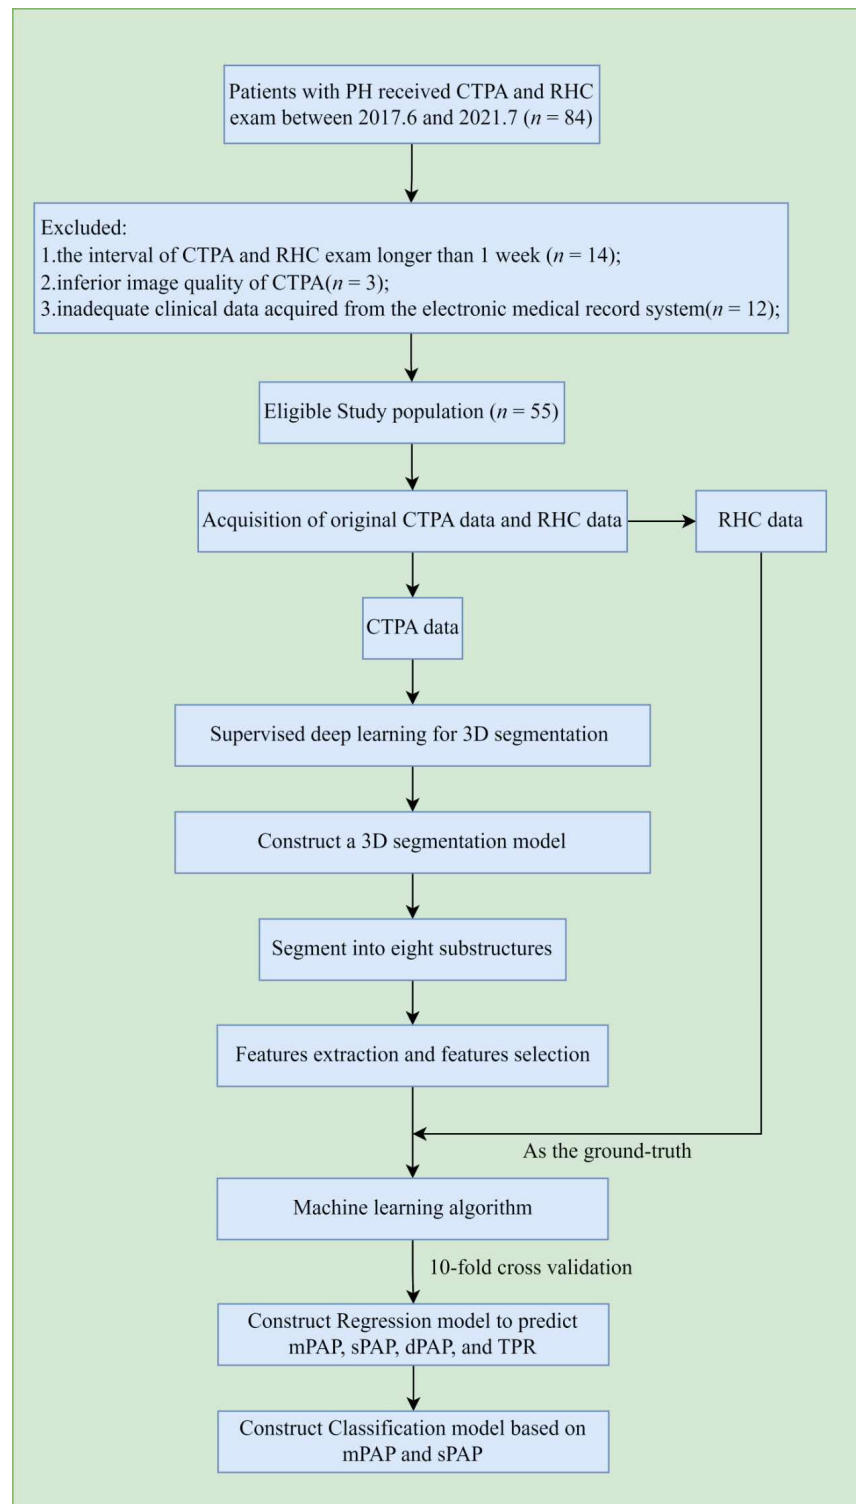 Patients with PH received CTPA and RHC
exam between 2017.6 and 2021.7 (n = 84)
Excluded:
1.the interval of CTPA and RHC exam longer than 1 week (n = 14);
2.inferior image quality of CTPA(n = 3);
3.inadequate clinical data acquired from the electronic medical record system(n = 12);
Eligible Study population (n = 55)
Acquisition of original CTPA data and RHC data
RHC data
CTPA data
Supervised deep learning for 3D segmentation
Construct a 3D segmentation model
Segment into eight substructures
Features extraction and features selection
As the ground-truth
Machine learning algorithm
10-fold cross validation
Construct Regression model to predict
mPAP, sPAP, dPAP, and TPR
Construct Classification model based on
mPAP and sPAP